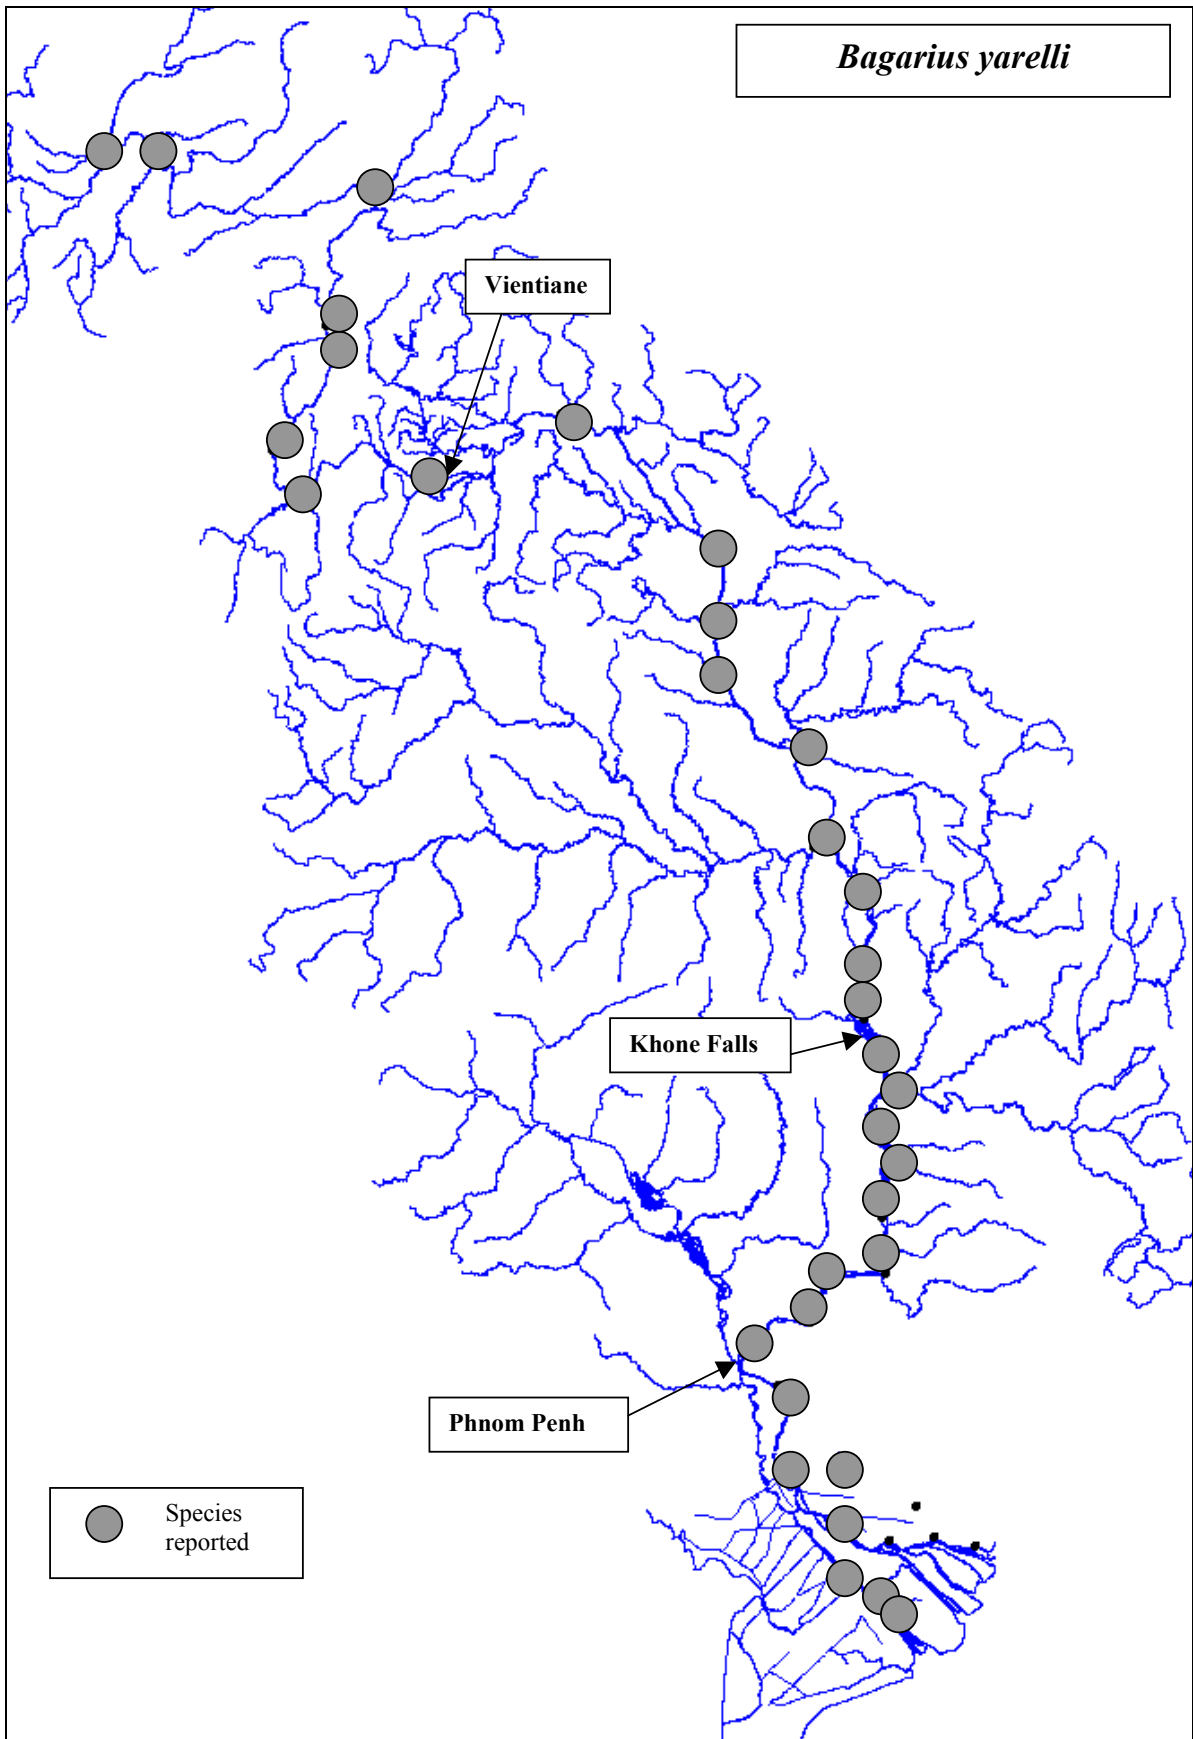 Bagarius yarelli
Vientiane
Khone Falls
Phnom Penh
Species
reported